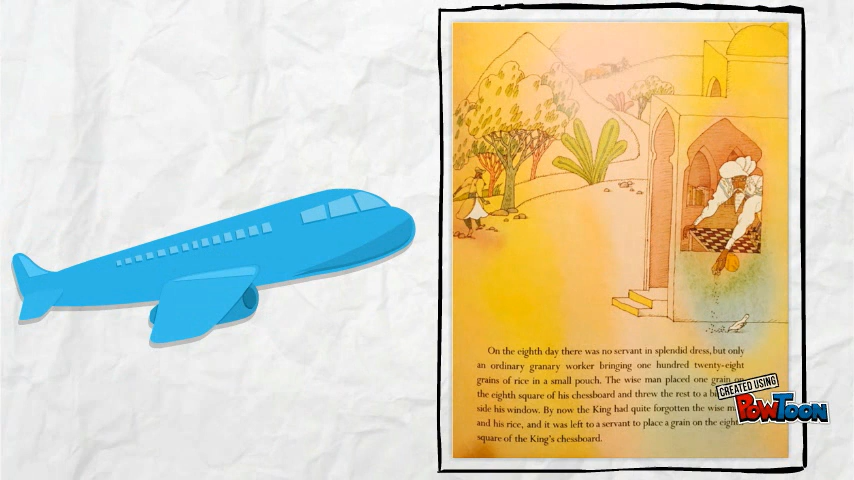 On the eighth day there was no servant in splendid dress, but only
an ordinary granary worker bringing one hundred twenty-eight
grains of rice in a small pouch. The wise man placed one grain on
the eighth square of his chessboard and threw the rest to a
side his window. By now the King had quite forgotten the wise
and his rice, and it was left to a servant to place a grain on the
square of the King's chessboard.
CREATED USING
POWTOON